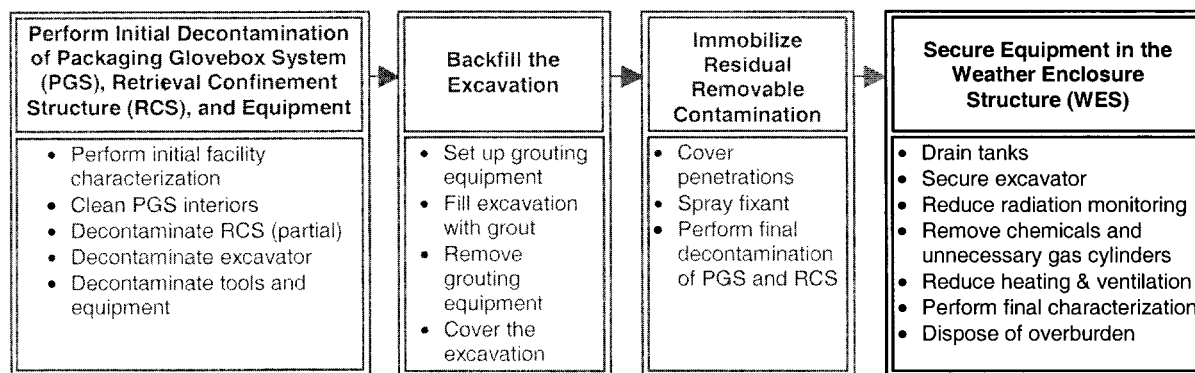 Perform Initial Decontamination
of Packaging Glovebox System
(PGS), Retrieval Confinement
Structure (RCS), and Equipment
• Perform initial facility
characterization
• Clean PGS interiors
• Decontaminate RCS (partial)
• Decontaminate excavator
• Decontaminate tools and
equipment
Backfill the
Excavation
• Set up grouting
equipment
• Fill excavation
with grout
• Remove
grouting
equipment
• Cover the
excavation
Immobilize
Residual
Removable
Contamination
• Cover
penetrations
• Spray fixant
• Perform final
decontamination
of PGS and RCS
Secure Equipment in the
Weather Enclosure
Structure (WES)
• Drain tanks
• Secure excavator
• Reduce radiation monitoring
• Remove chemicals and
unnecessary gas cylinders
• Reduce heating & ventilation
• Perform final characterization
• Dispose of overburden